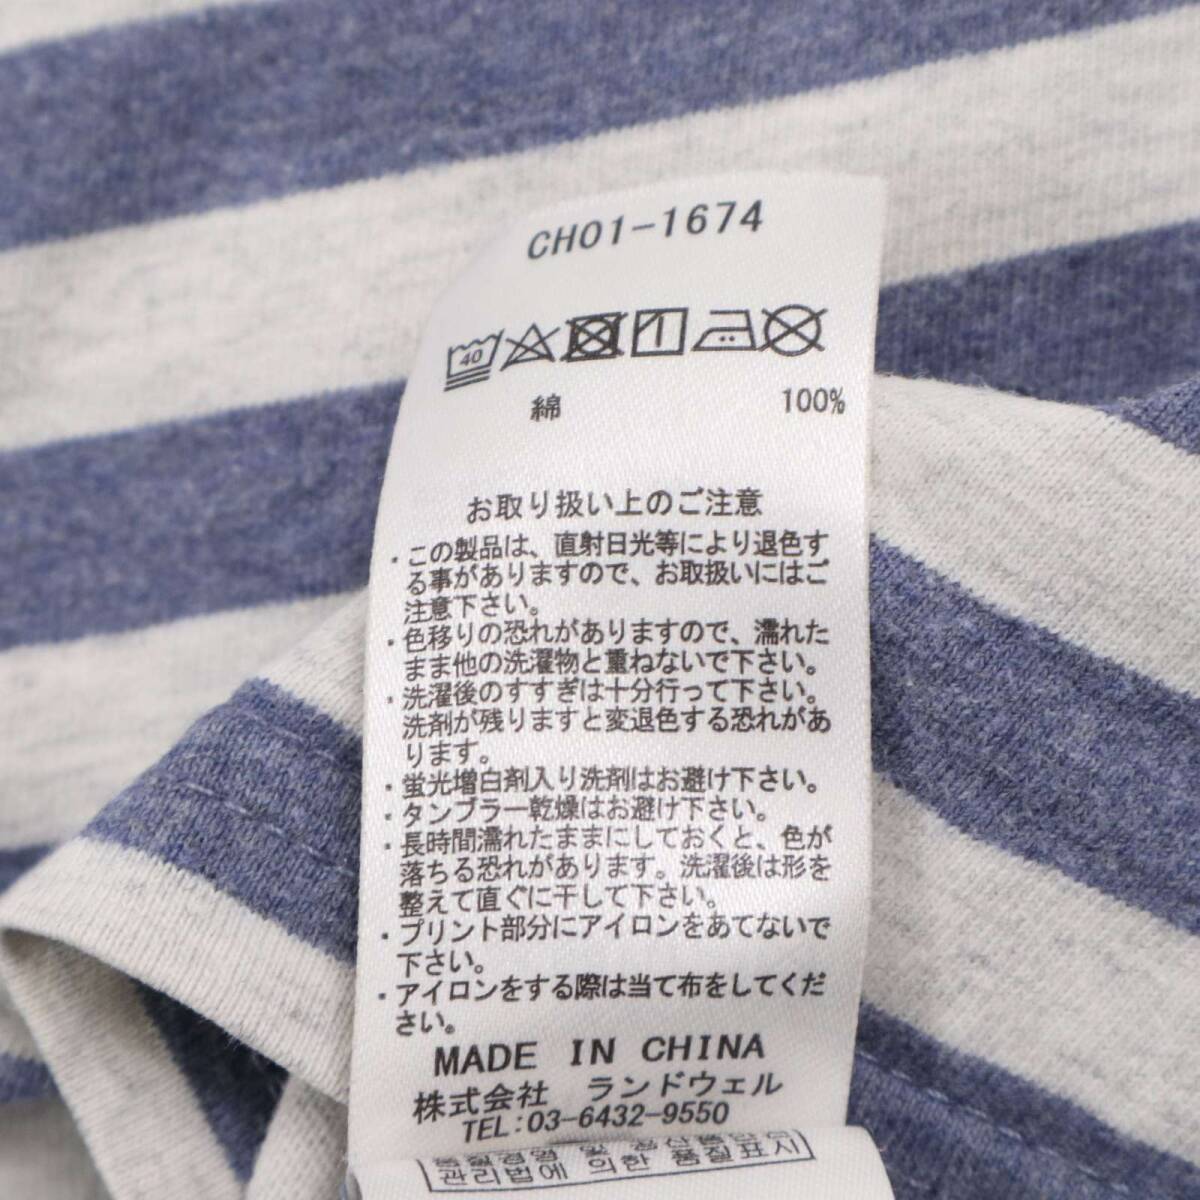 CH01-1674
40
綿 100%
お取り扱い上のご注意
・この製品は、直射日光等により退色す
る事がありますので、お取扱いにはご
注意下さい。
・色移りの恐れがありますので、濡れた
まま他の洗濯物と重ねないで下さい。
・洗濯後のすすぎは十分行って下さい。
洗剤が残りますと変退色する恐れがあ
ります。
・蛍光増白剤入り洗剤はお避け下さい。
・タンブラー乾燥はお避け下さい。
・長時間濡れたままにしておくと、色が
落ちる恐れがあります。洗濯後は形を
整えて直ぐに干して下さい。
・プリント部分にアイロンをあてないで
下さい。
・アイロンをする際は当て布をしてくだ
さい。
MADE IN CHINA
株式会社 ランドウェル
TEL:03-6432-9550
품질경영 및
관리법에 의한 품질표시